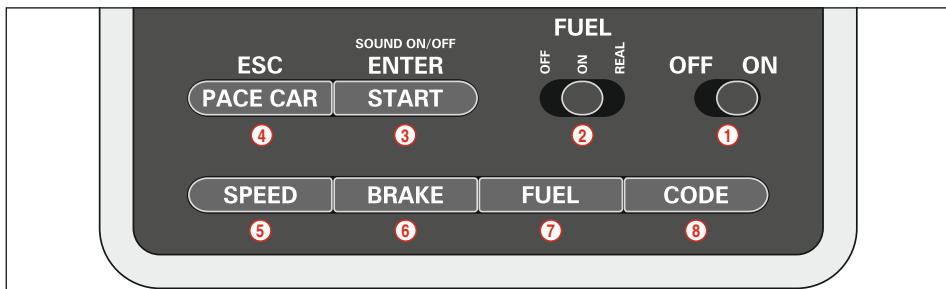 FUEL
SOUND ON/OFF
OFF ON REAL
ESC ENTER OFF ON
PACE CAR START
4 3 2 1
SPEED BRAKE FUEL CODE
5 6 7 8